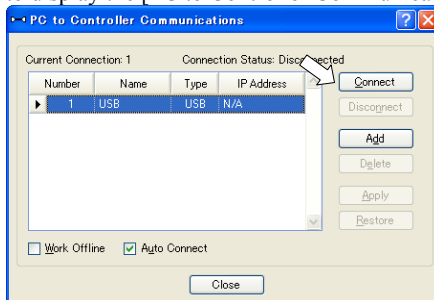 PC to Controller Communications
Current Connection: 1 Connection Status: Disconnected
Number Name Type IP Address
1 USB USB N/A
Connect
Disconnect
Add
Delete
Apply
Restore
Work Offline Auto Connect
Close